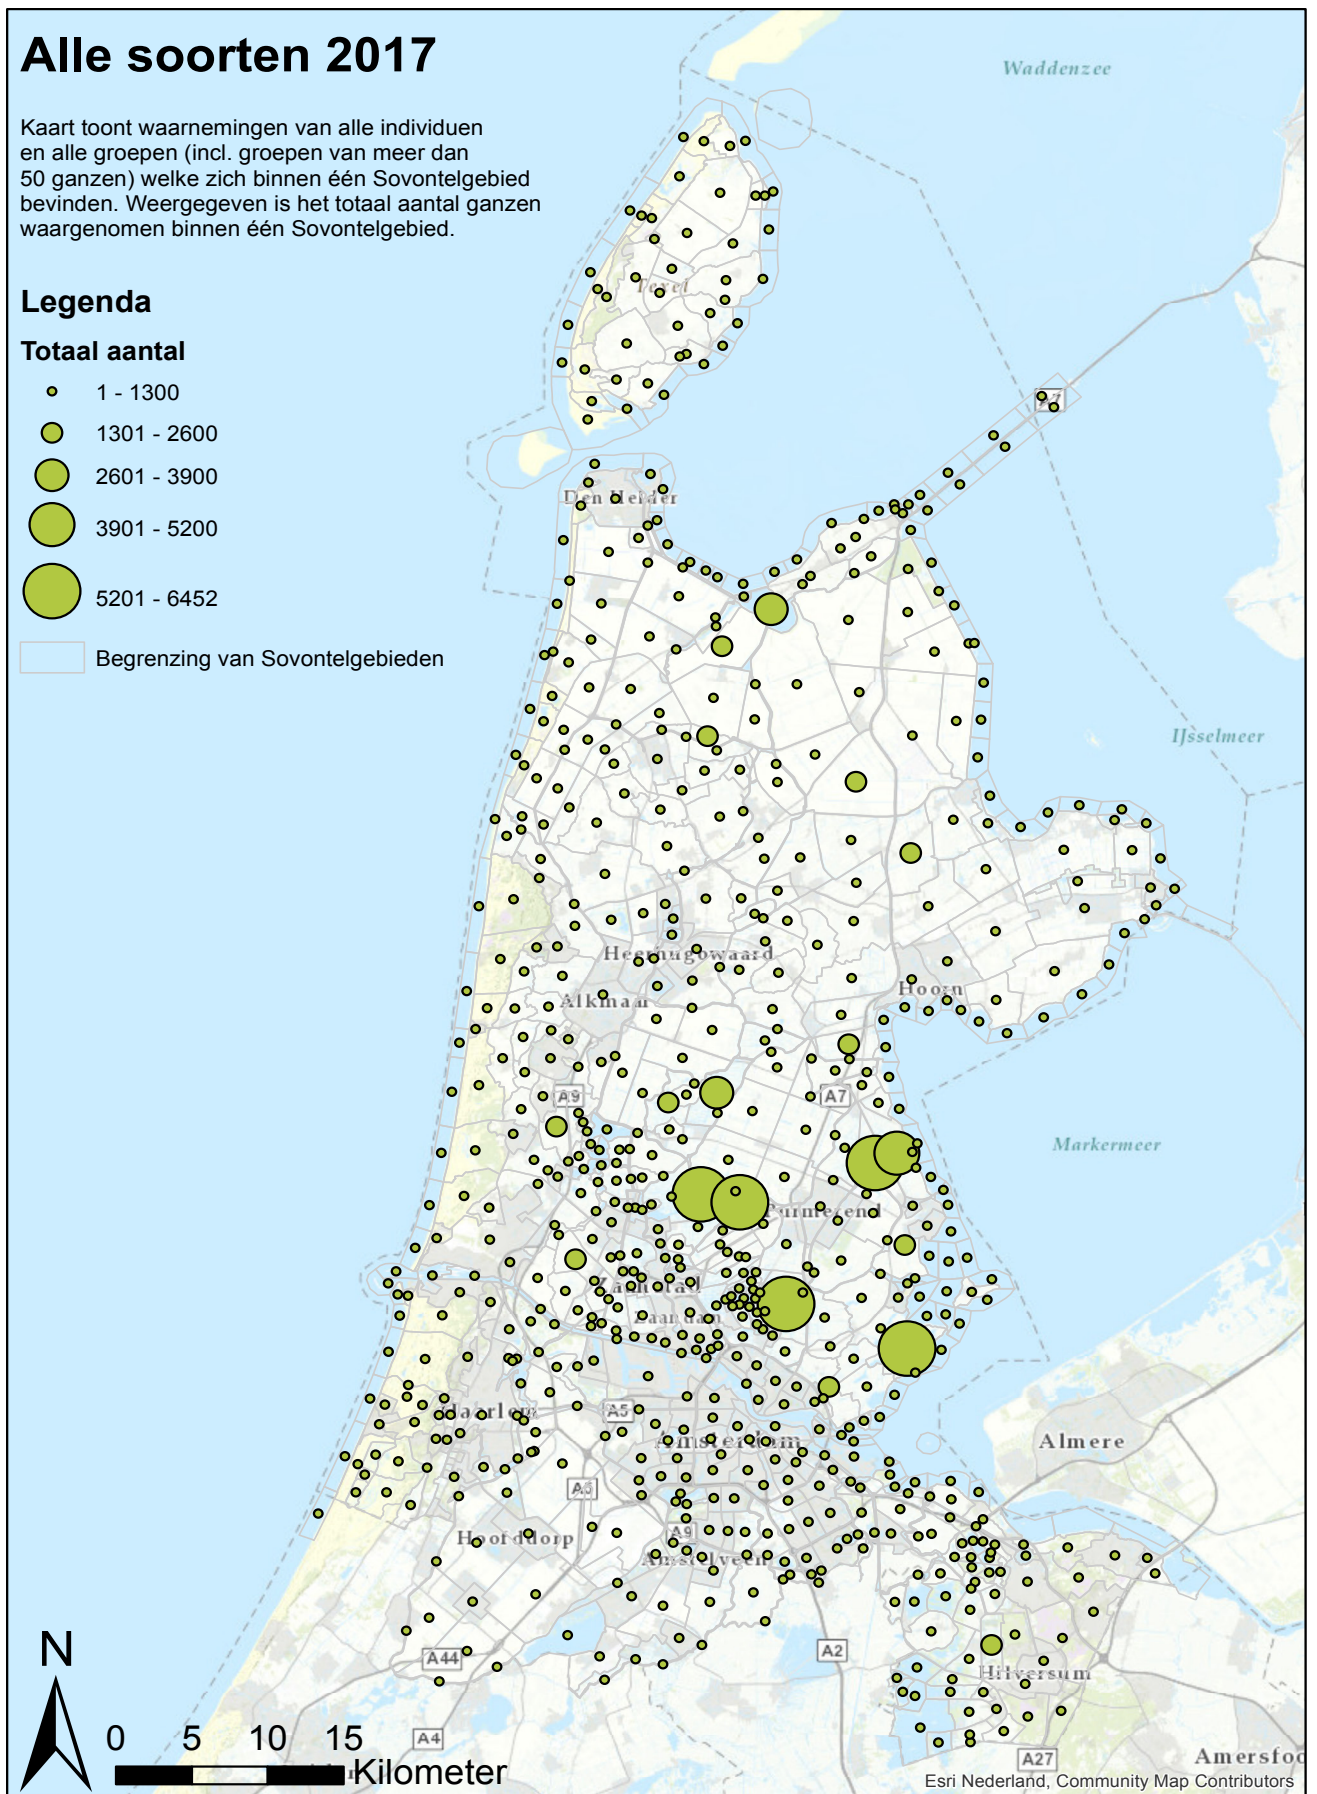 Alle soorten 2017
Kaart toont waarnemingen van alle individuen
en alle groepen (incl. groepen van meer dan
50 ganzen) welke zich binnen één Sovontelgebied
bevinden. Weergegeven is het totaal aantal ganzen
waargenomen binnen één Sovontelgebied.
Legenda
Totaal aantal
1 - 1300
1301 - 2600
2601 - 3900
3901 - 5200
5201 - 6452
Begrenzing van Sovontelgebieden
Waddenzee
Texel
A7
Den Helder
IJsselmeer
Heerhugowaard
Alkmaar
Hoorn
A9
A7
Markermeer
Purmerend
Zaanstad
Zaandam
Haarlem
A5
Amsterdam
Almere
Hoofddorp
A9
Amstelveen
A44
A2
Hilversum
A4
A27
Amersfoo
N
0 5 10 15
Kilometer
Esri Nederland, Community Map Contributors